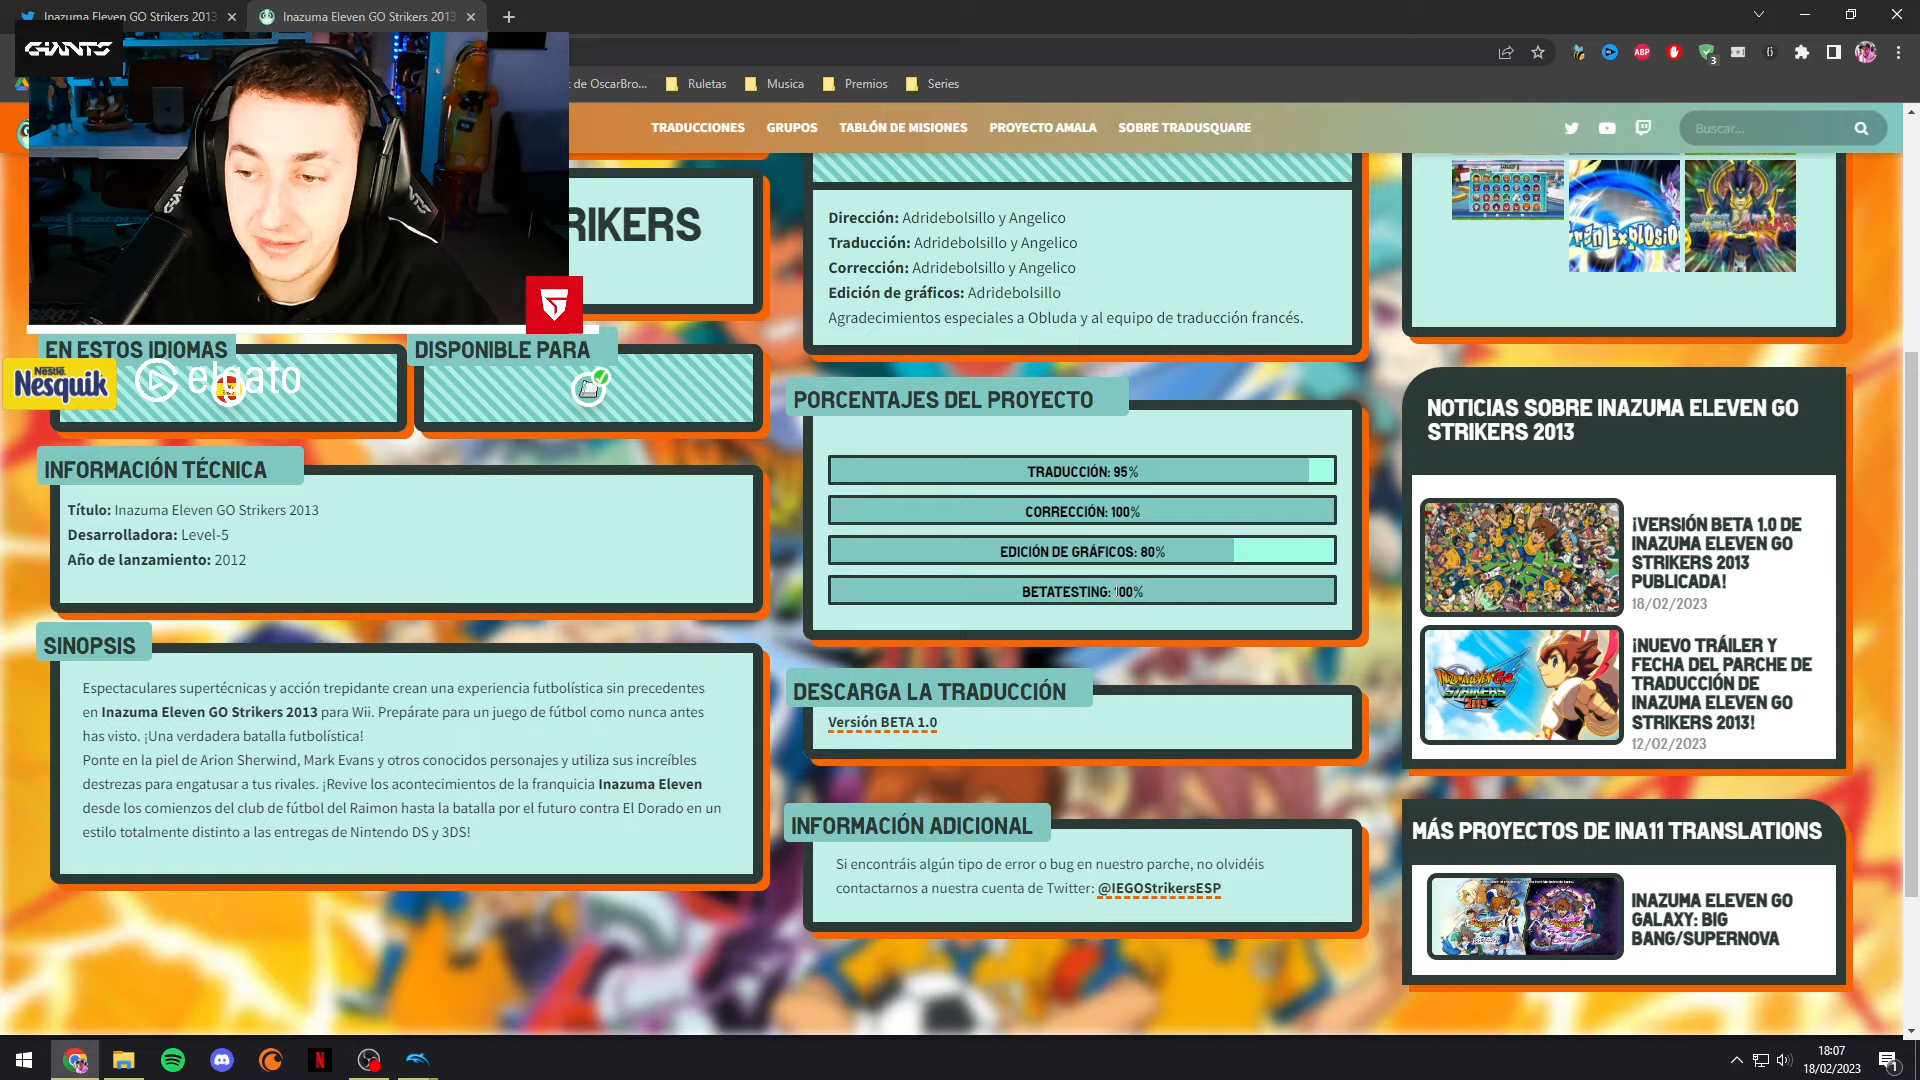 Inazuma Eleven GO Strikers 2013
Inazuma Eleven GO Strikers 2013
GIANTS
de OscarBro...
Ruletas
Musica
Premios
Series
ABP
3
TRADUCCIONES
GRUPOS
TABLÓN DE MISIONES
PROYECTO AMALA
SOBRE TRADUSQUARE
Buscar...
RIKERS
EN ESTOS IDIOMAS
DISPONIBLE PARA
Nestle
Nesquik
elgato
INFORMACIÓN TÉCNICA
Título: Inazuma Eleven GO Strikers 2013
Desarrolladora: Level-5
Año de lanzamiento: 2012
SINOPSIS
Espectaculares supertécnicas y acción trepidante crean una experiencia futbolística sin precedentes
en Inazuma Eleven GO Strikers 2013 para Wii. Prepárate para un juego de fútbol como nunca antes
has visto. ¡Una verdadera batalla futbolística!
Ponte en la piel de Arion Sherwind, Mark Evans y otros conocidos personajes y utiliza sus increíbles
destrezas para engatusar a tus rivales. ¡Revive los acontecimientos de la franquicia Inazuma Eleven
desde los comienzos del club de fútbol del Raimon hasta la batalla por el futuro contra El Dorado en un
estilo totalmente distinto a las entregas de Nintendo DS y 3DS!
Dirección: Adridebolsillo y Angelico
Traducción: Adridebolsillo y Angelico
Corrección: Adridebolsillo y Angelico
Edición de gráficos: Adridebolsillo
Agradecimientos especiales a Obluda y al equipo de traducción francés.
PORCENTAJES DEL PROYECTO
TRADUCCIÓN: 95%
CORRECCIÓN: 100%
EDICIÓN DE GRÁFICOS: 80%
BETATESTING: 100%
DESCARGA LA TRADUCCIÓN
Versión BETA 1.0
INFORMACIÓN ADICIONAL
Si encontráis algún tipo de error o bug en nuestro parche, no olvidéis
contactarnos a nuestra cuenta de Twitter: @IEGOStrikersESP
NOTICIAS SOBRE INAZUMA ELEVEN GO
STRIKERS 2013
¡VERSIÓN BETA 1.0 DE
INAZUMA ELEVEN GO
STRIKERS 2013
PUBLICADA!
18/02/2023
¡NUEVO TRÁILER Y
FECHA DEL PARCHE DE
TRADUCCIÓN DE
INAZUMA ELEVEN GO
STRIKERS 2013!
12/02/2023
MÁS PROYECTOS DE INA11 TRANSLATIONS
INAZUMA ELEVEN GO
GALAXY: BIG
BANG/SUPERNOVA
18:07
18/02/2023
1